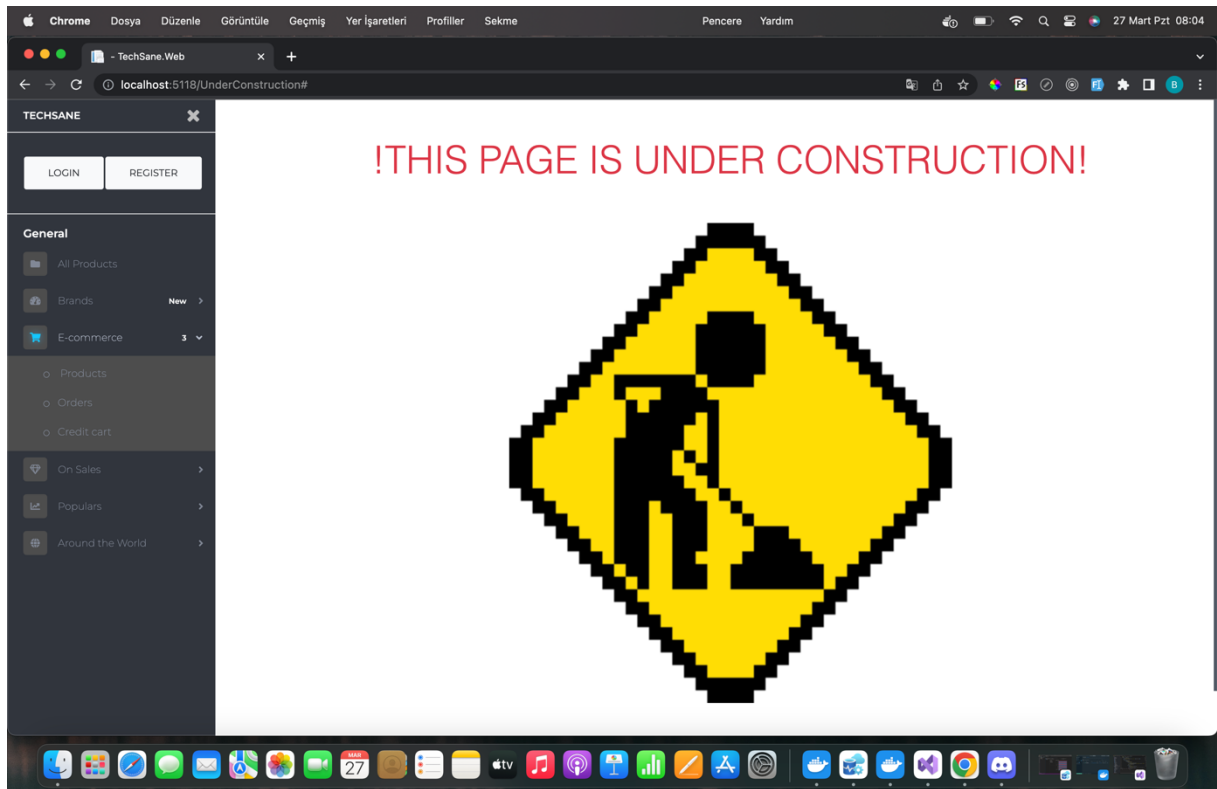 Chrome Dosya Düzenle Görüntüle Geçmiş Yer İşaretleri Profiller Sekme Pencere Yardım 27 Mart Pzt 08:04
- TechSane.Web
localhost:5118/UnderConstruction#
B
TECHSANE
LOGIN REGISTER
General
All Products
Brands New
E-commerce 3
Products
Orders
Credit cart
On Sales
Populars
Around the World
!THIS PAGE IS UNDER CONSTRUCTION!
MAR
27
tv